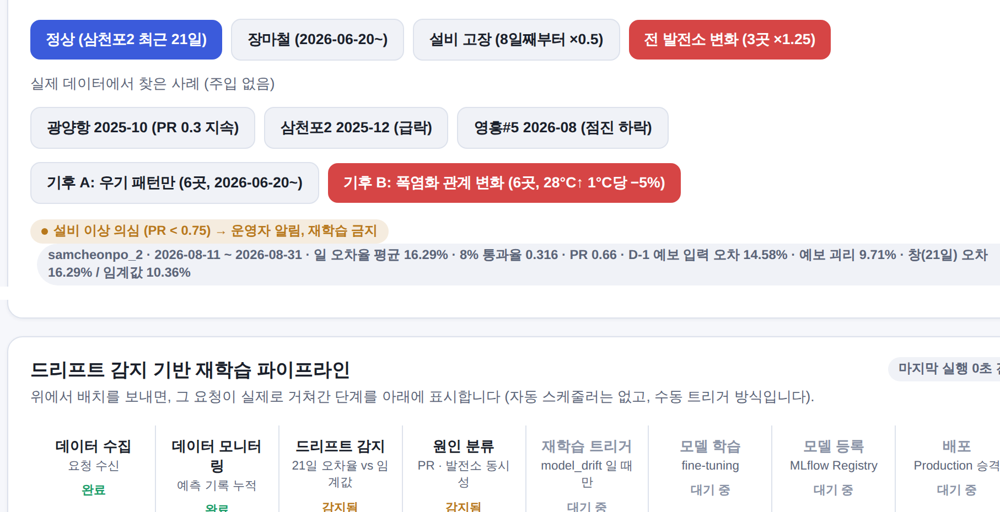 정상 (삼천포2 최근 21일) 장마철 (2026-06-20~) 설비 고장 (8일째부터 ×0.5) 전 발전소 변화 (3곳 ×1.25)
실제 데이터에서 찾은 사례 (주입 없음)
광양항 2025-10 (PR 0.3 지속) 삼천포2 2025-12 (급락) 영흥#5 2026-08 (점진 하락)
기후 A: 우기 패턴만 (6곳, 2026-06-20~) 기후 B: 폭염화 관계 변화 (6곳, 28°C↑ 1°C당 −5%)
설비 이상 의심 (PR < 0.75) → 운영자 알림, 재학습 금지
samcheonpo_2 · 2026-08-11 ~ 2026-08-31 · 일 오차율 평균 16.29% · 8% 통과율 0.316 · PR 0.66 · D-1 예보 입력 오차 14.58% · 예보 괴리 9.71% · 창(21일) 오차
16.29% / 임계값 10.36%
드리프트 감지 기반 재학습 파이프라인
마지막 실행 0초
위에서 배치를 보내면, 그 요청이 실제로 거쳐간 단계를 아래에 표시합니다 (자동 스케줄러는 없고, 수동 트리거 방식입니다).
데이터 수집
요청 수신
완료
데이터 모니터
링
예측 기록 누적
완료
드리프트 감지
21일 오차율 vs 임
계값
감지됨
원인 분류
PR · 발전소 동시
성
감지됨
재학습 트리거
model_drift 일 때
만
대기 중
모델 학습
fine-tuning
대기 중
모델 등록
MLflow Registry
대기 중
배포
Production 승격
대기 중